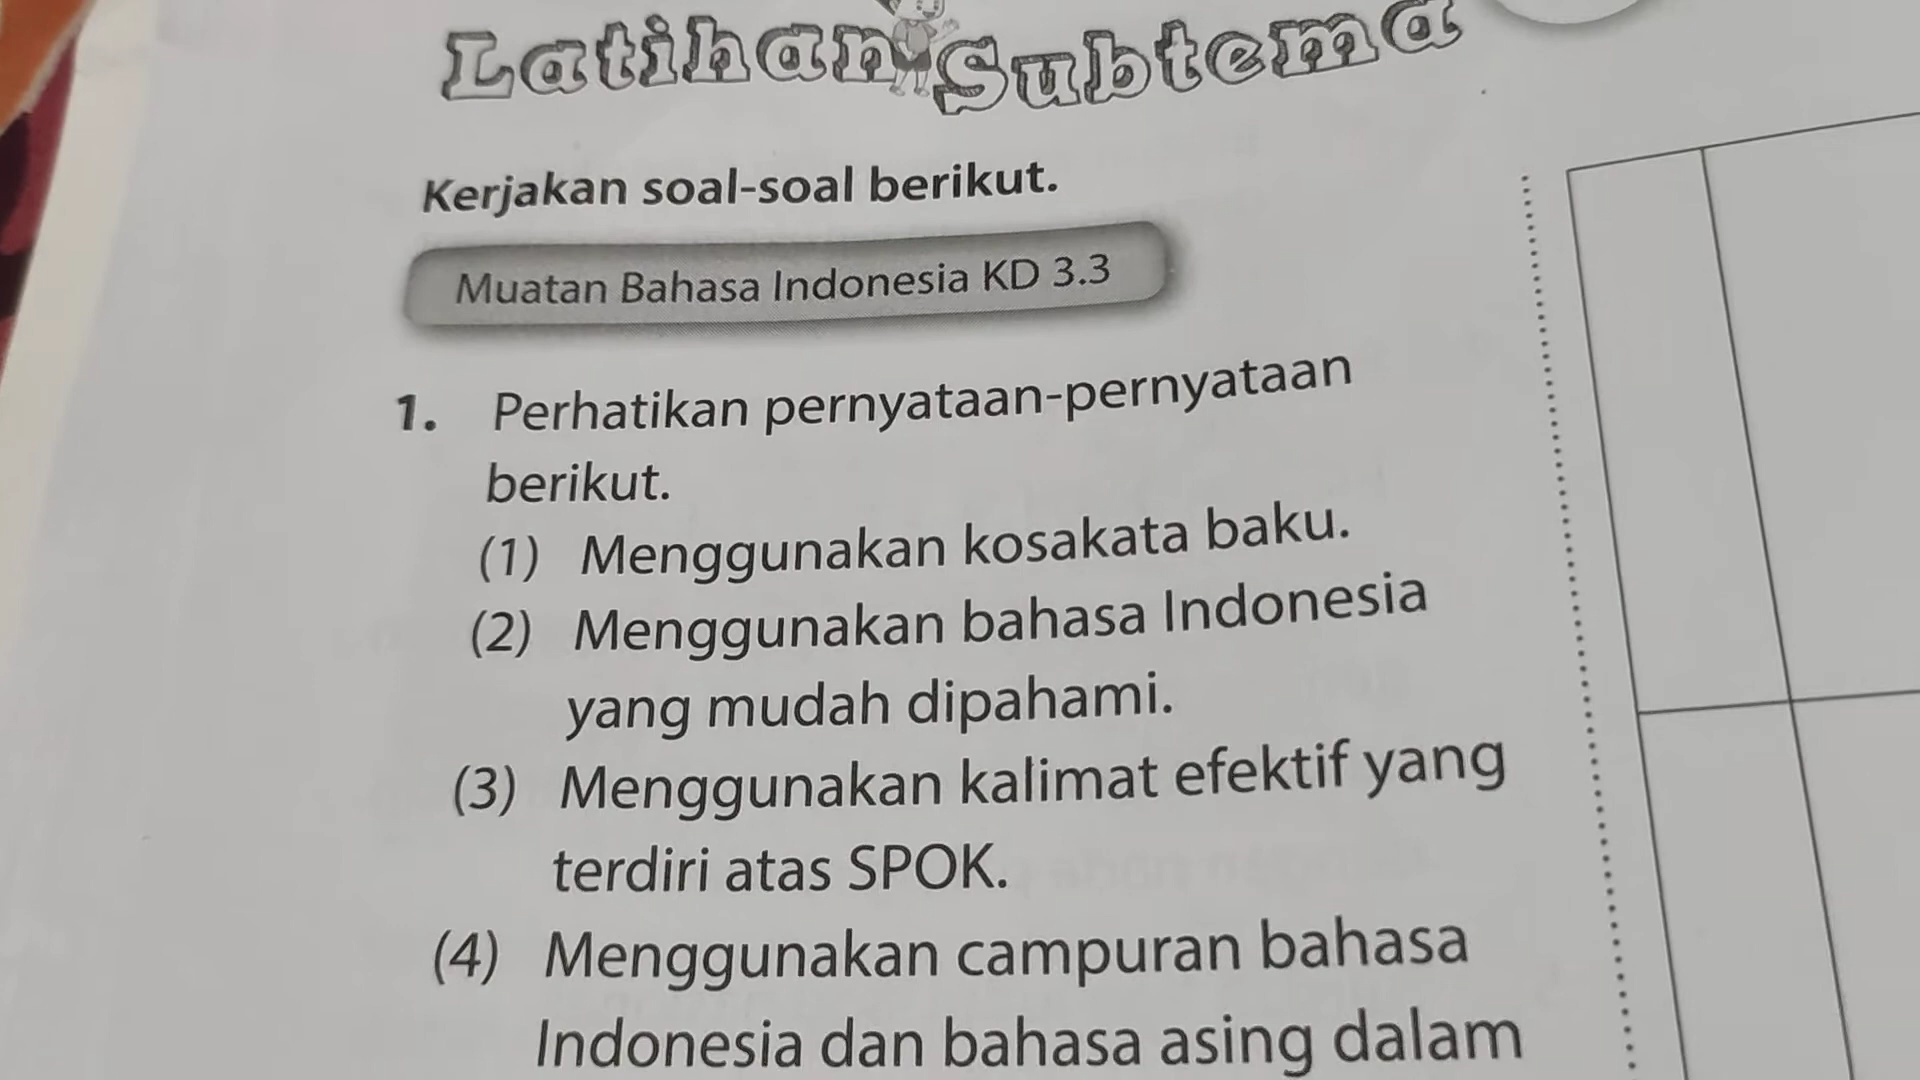 Latihan Subtema
Kerjakan soal-soal berikut.
Muatan Bahasa Indonesia KD 3.3
1. Perhatikan pernyataan-pernyataan
berikut.
(1) Menggunakan kosakata baku.
(2) Menggunakan bahasa Indonesia
yang mudah dipahami.
(3) Menggunakan kalimat efektif yang
terdiri atas SPOK.
(4) Menggunakan campuran bahasa
Indonesia dan bahasa asing dalam